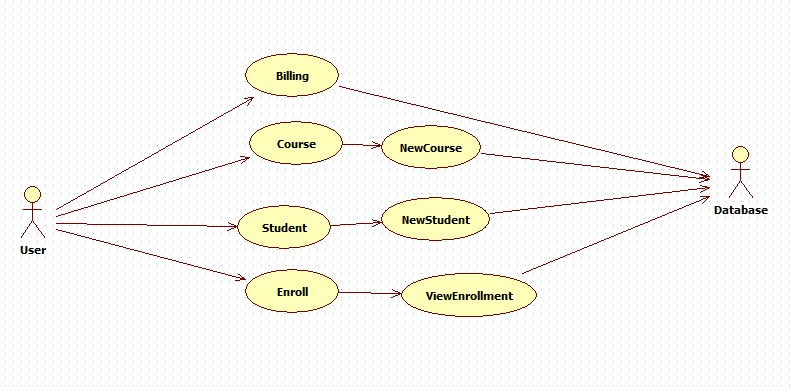 Billing
Course
NewCourse
Database
NewStudent
Student
User
Enroll
ViewEnrollment